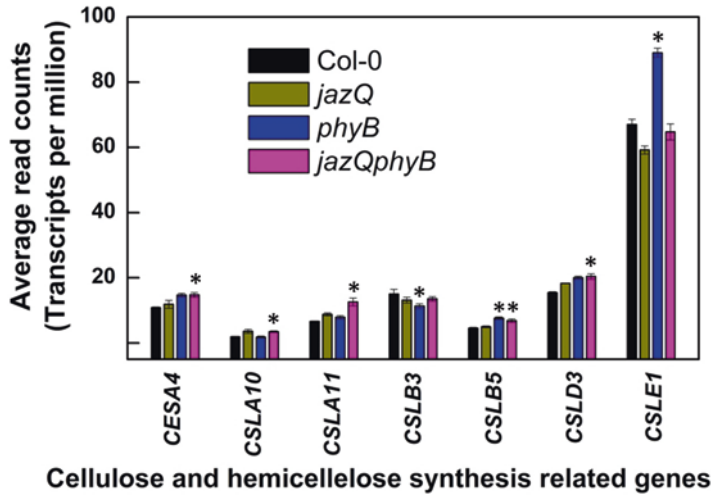 Average read counts
(Transcripts per million)
100
80
60
40
20
Col-0
jazQ
phyB
jazQphyB
*
*
*
*
**
*
*
CESA4
CSLA10
CSLA11
CSLB3
CSLB5
CSLD3
CSLE1
Cellulose and hemicellelose synthesis related genes